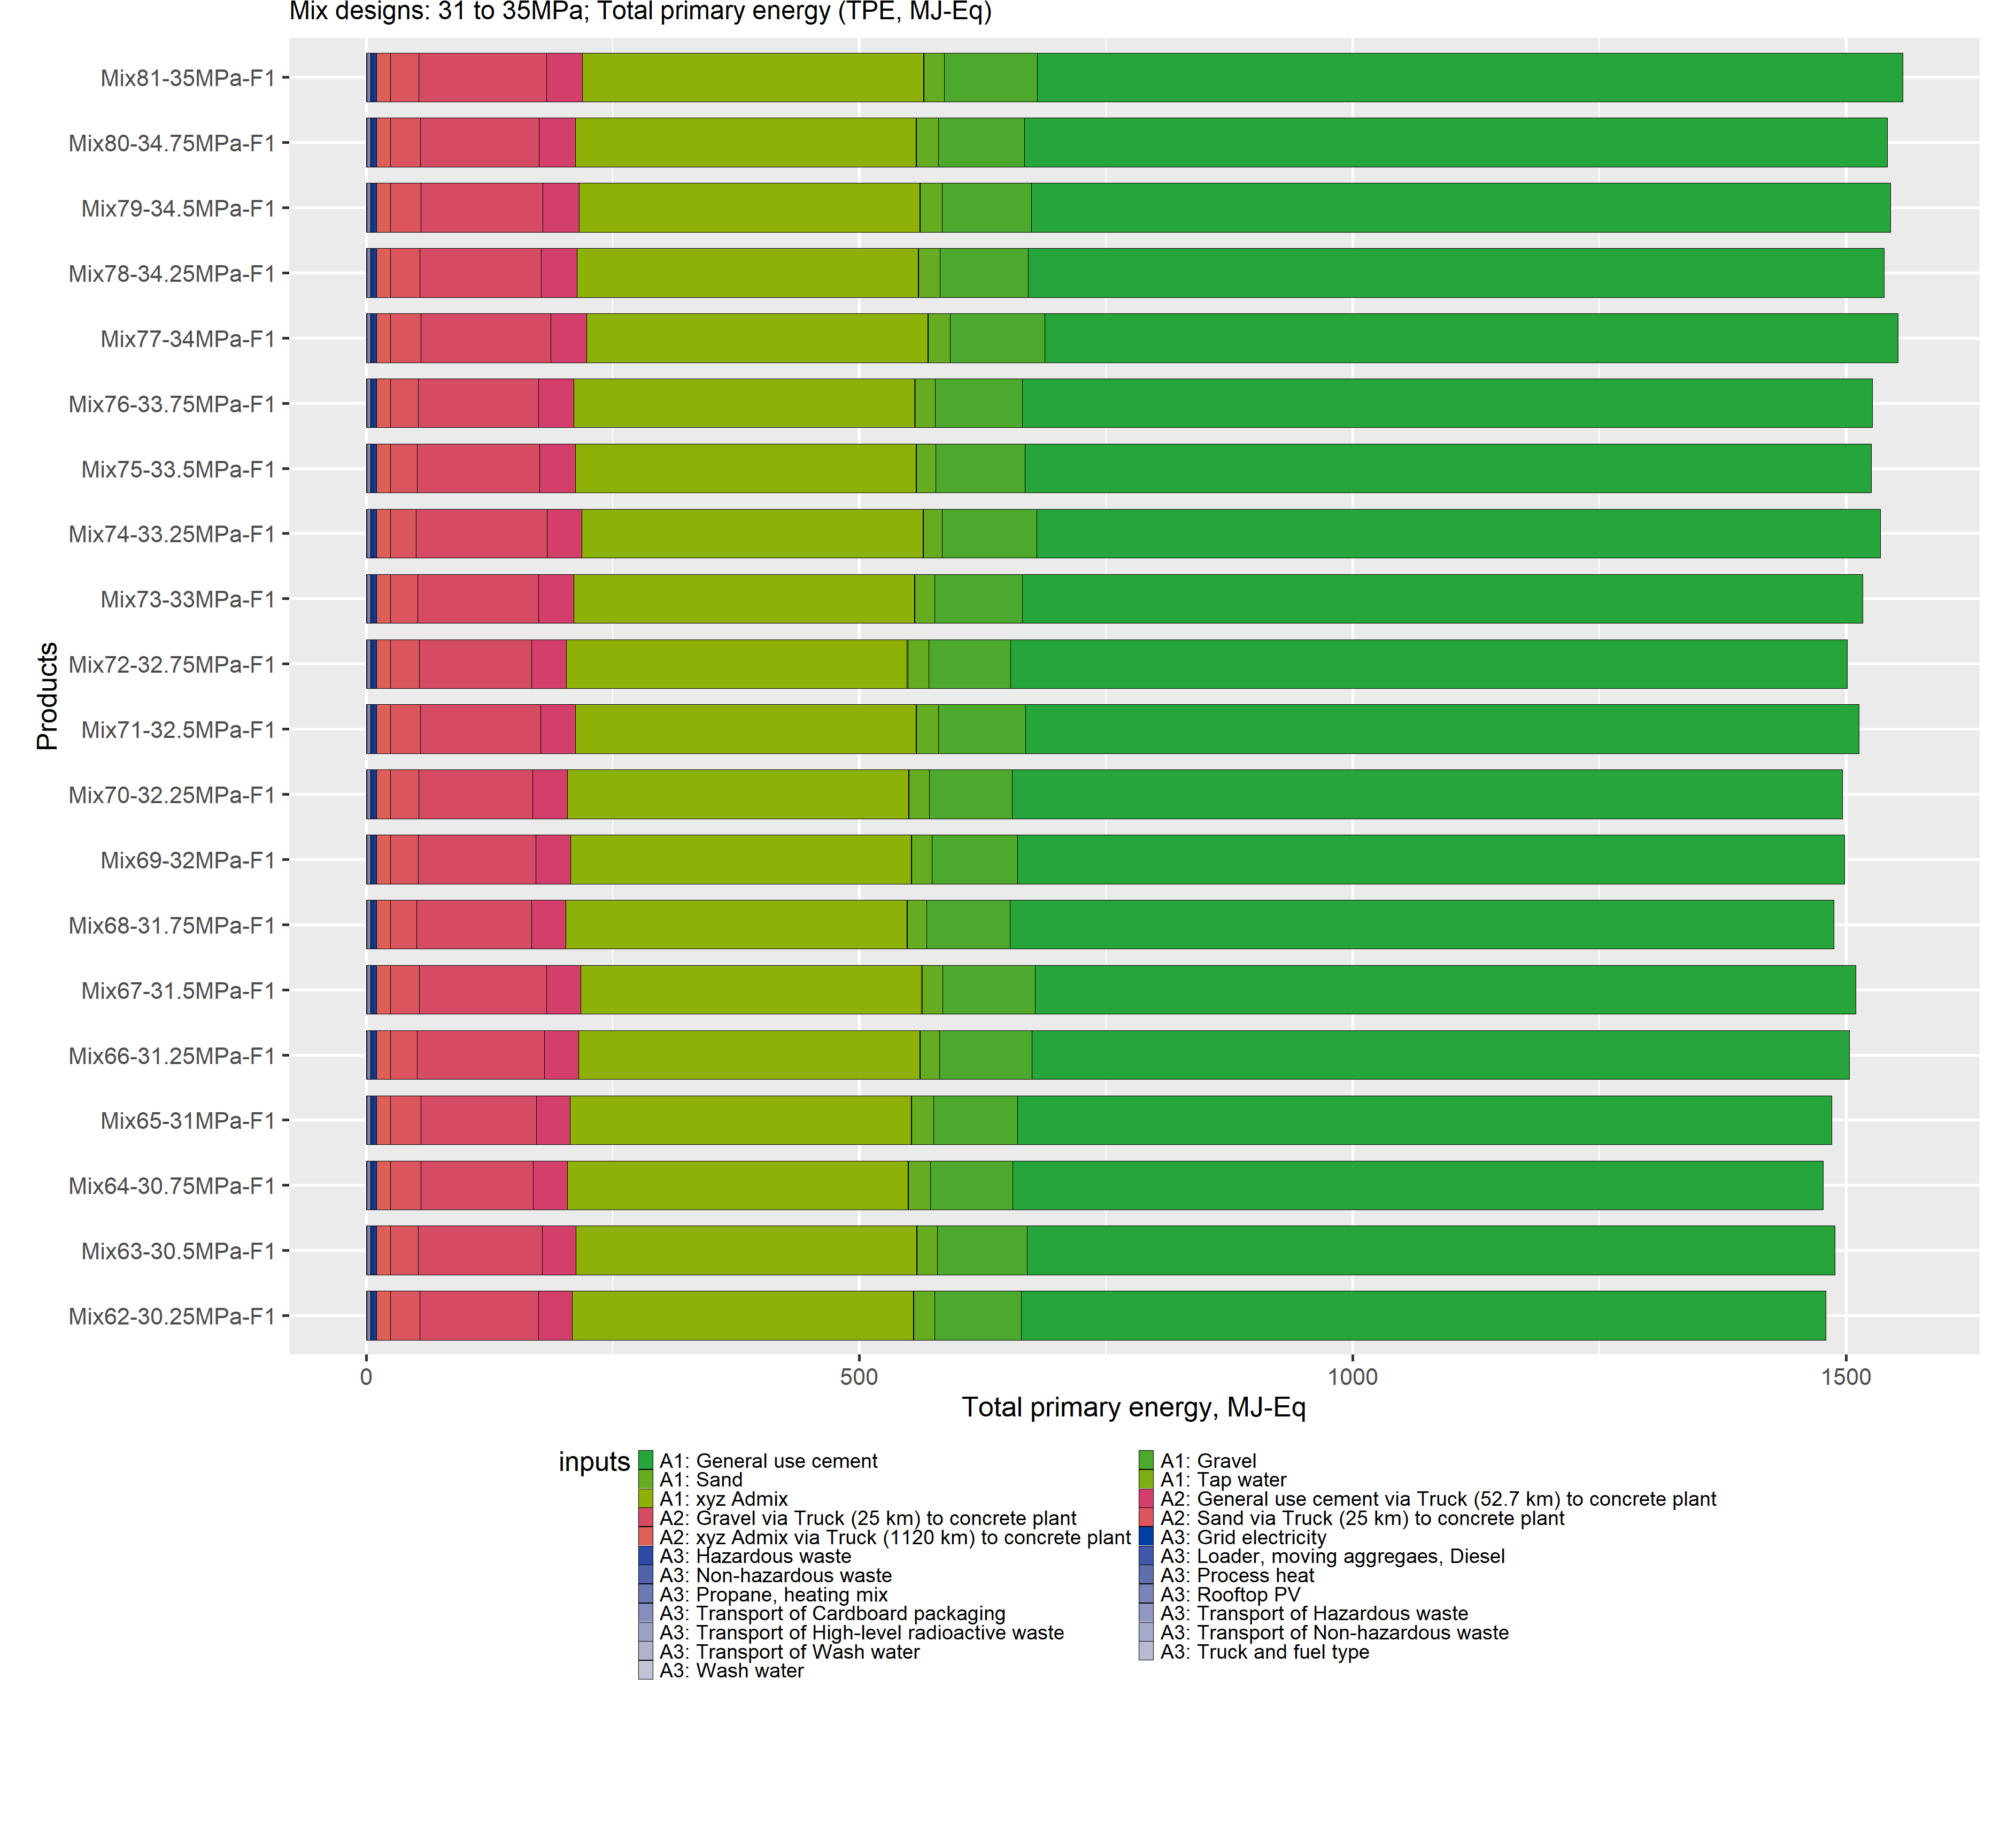 Mix designs: 31 to 35MPa; Total primary energy (TPE, MJ-Eq)
Products
Mix81-35MPa-F1
Mix80-34.75MPa-F1
Mix79-34.5MPa-F1
Mix78-34.25MPa-F1
Mix77-34MPa-F1
Mix76-33.75MPa-F1
Mix75-33.5MPa-F1
Mix74-33.25MPa-F1
Mix73-33MPa-F1
Mix72-32.75MPa-F1
Mix71-32.5MPa-F1
Mix70-32.25MPa-F1
Mix69-32MPa-F1
Mix68-31.75MPa-F1
Mix67-31.5MPa-F1
Mix66-31.25MPa-F1
Mix65-31MPa-F1
Mix64-30.75MPa-F1
Mix63-30.5MPa-F1
Mix62-30.25MPa-F1
0 500 1000 1500
Total primary energy, MJ-Eq
inputs
A1: General use cement A1: Gravel
A1: Sand A1: Tap water
A1: xyz Admix A2: General use cement via Truck (52.7 km) to concrete plant
A2: Gravel via Truck (25 km) to concrete plant A2: Sand via Truck (25 km) to concrete plant
A2: xyz Admix via Truck (1120 km) to concrete plant A3: Grid electricity
A3: Hazardous waste A3: Loader, moving aggregaes, Diesel
A3: Non-hazardous waste A3: Process heat
A3: Propane, heating mix A3: Rooftop PV
A3: Transport of Cardboard packaging A3: Transport of Hazardous waste
A3: Transport of High-level radioactive waste A3: Transport of Non-hazardous waste
A3: Transport of Wash water A3: Truck and fuel type
A3: Wash water